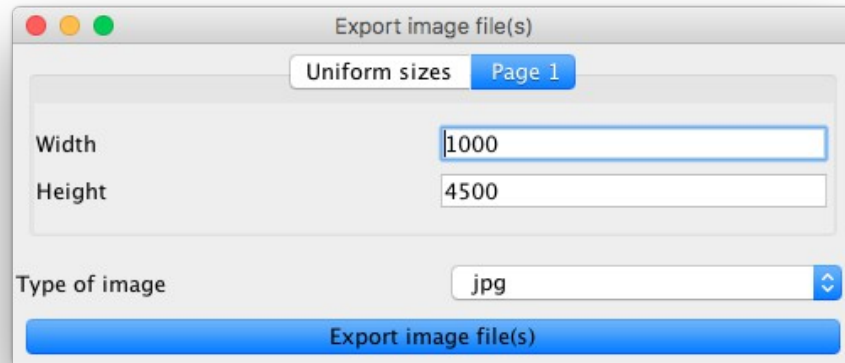 Export image file(s)
Uniform sizes Page 1
Width 1000
Height 4500
Type of image jpg
Export image file(s)